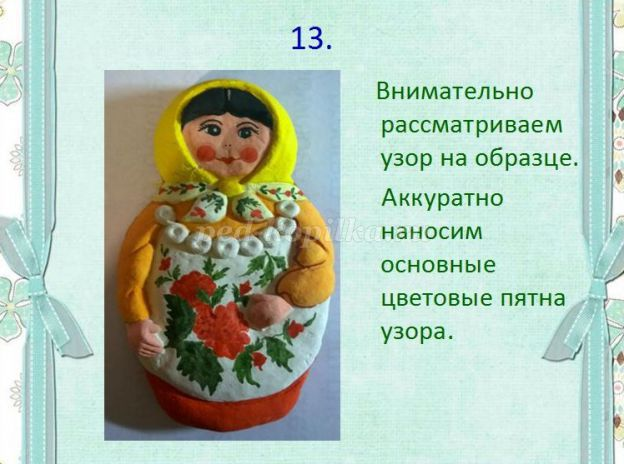 13.
Внимательно
рассматриваем
узор на образце.
Аккуратно
наносим
основные
цветовые пятна
узора.